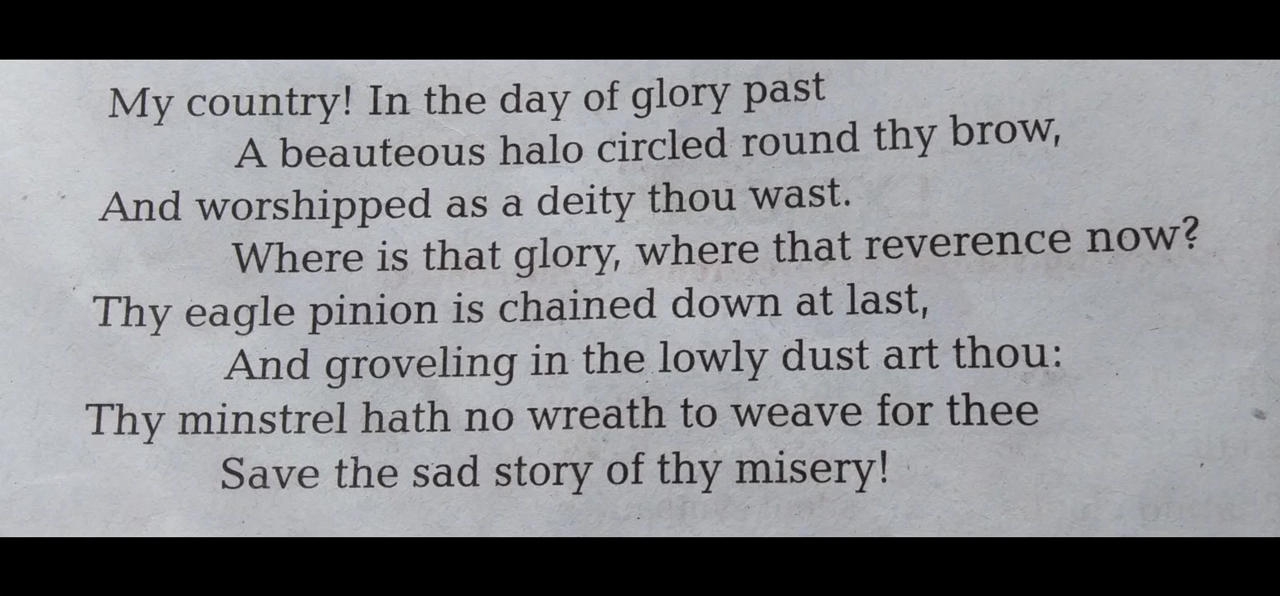 My country! In the day of glory past
A beauteous halo circled round thy brow,
And worshipped as a deity thou wast.
Where is that glory, where that reverence now?
Thy eagle pinion is chained down at last,
And groveling in the lowly dust art thou:
Thy minstrel hath no wreath to weave for thee
Save the sad story of thy misery!